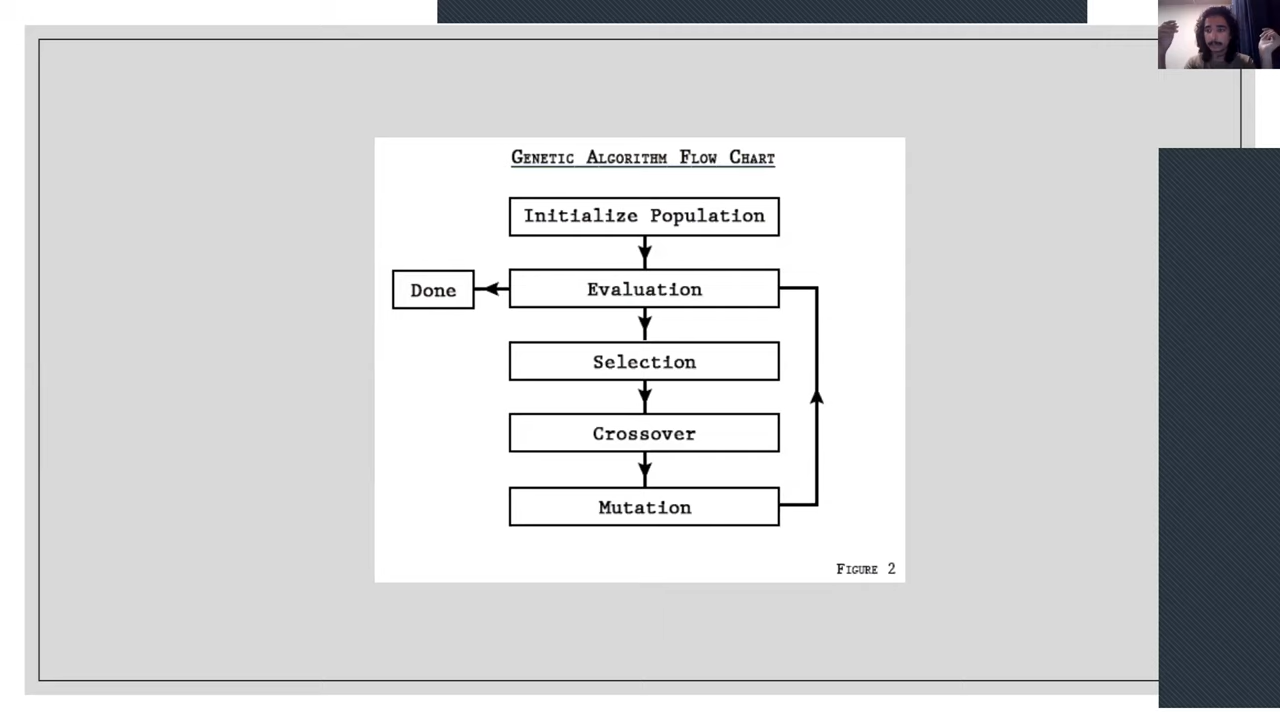 Genetic Algorithm Flow Chart
Initialize Population
Done
Evaluation
Selection
Crossover
Mutation
Figure 2